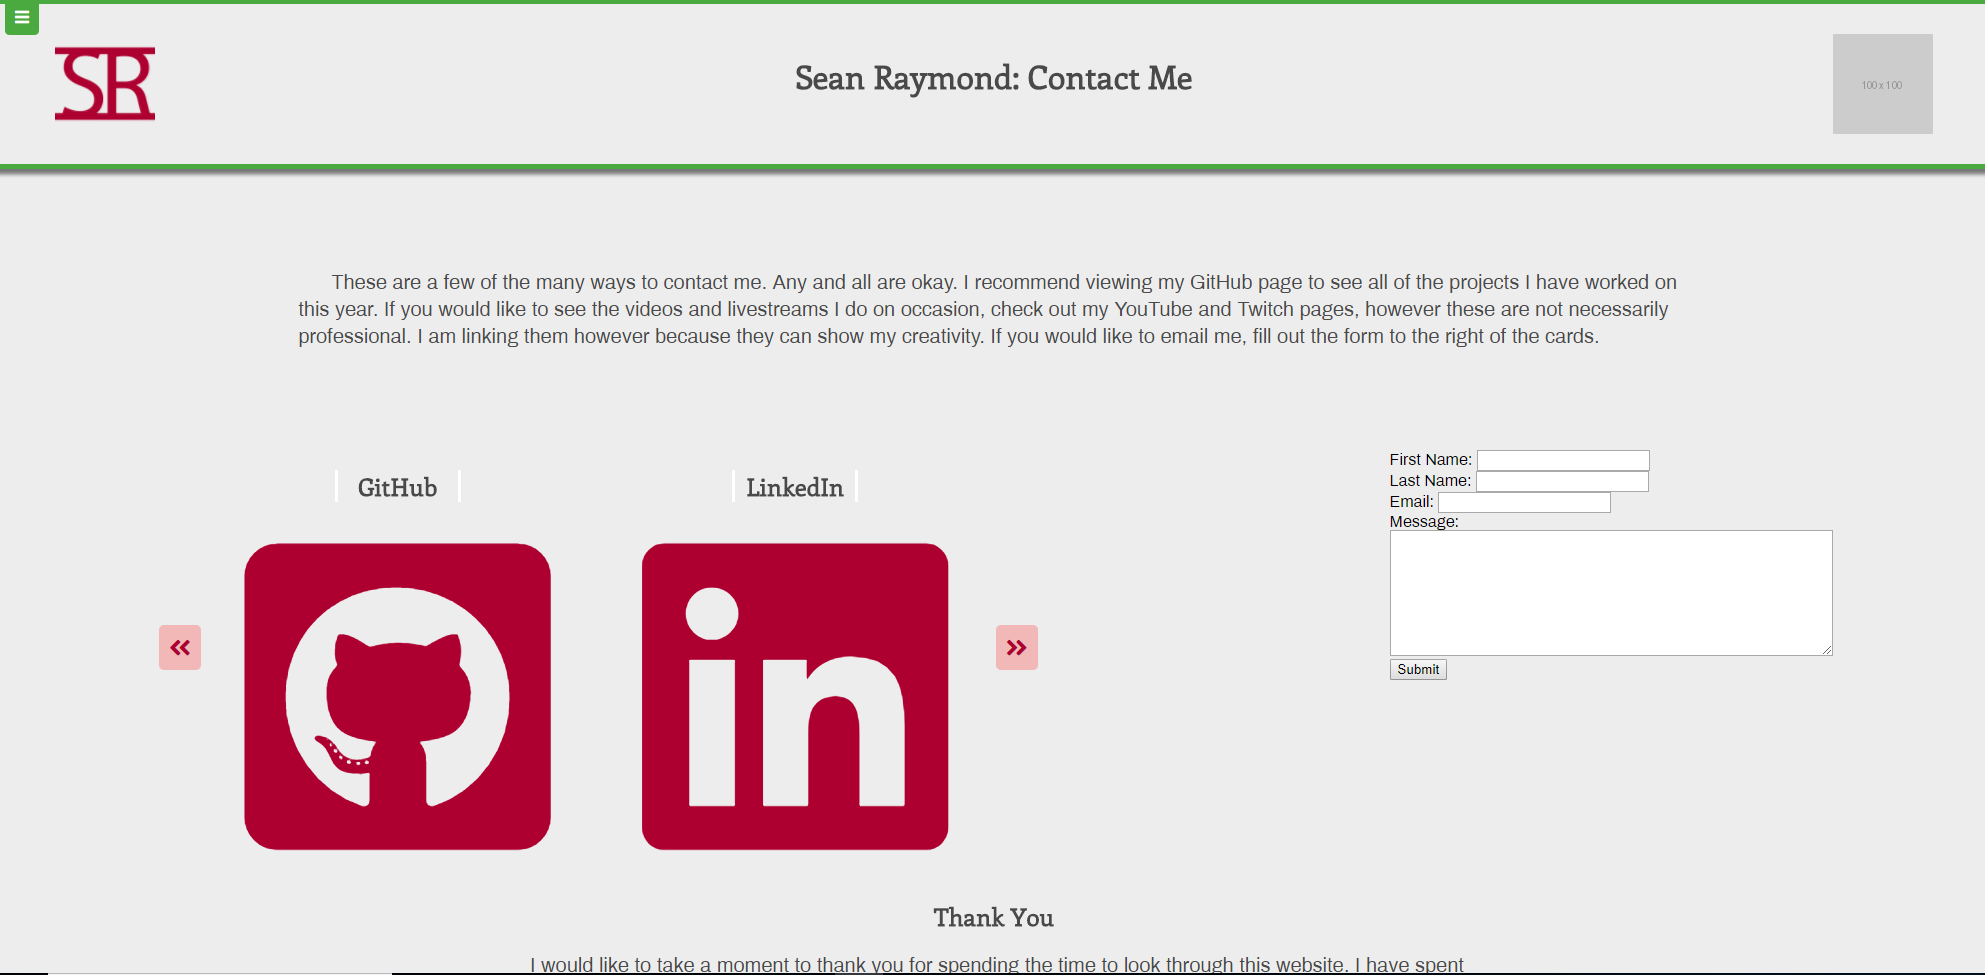 SR
Sean Raymond: Contact Me
100 x 100
These are a few of the many ways to contact me. Any and all are okay. I recommend viewing my GitHub page to see all of the projects I have worked on
this year. If you would like to see the videos and livestreams I do on occasion, check out my YouTube and Twitch pages, however these are not necessarily
professional. I am linking them however because they can show my creativity. If you would like to email me, fill out the form to the right of the cards.
GitHub
LinkedIn
in
First Name:
Last Name:
Email:
Message:
Submit
Thank You
I would like to take a moment to thank you for spending the time to look through this website. I have spent